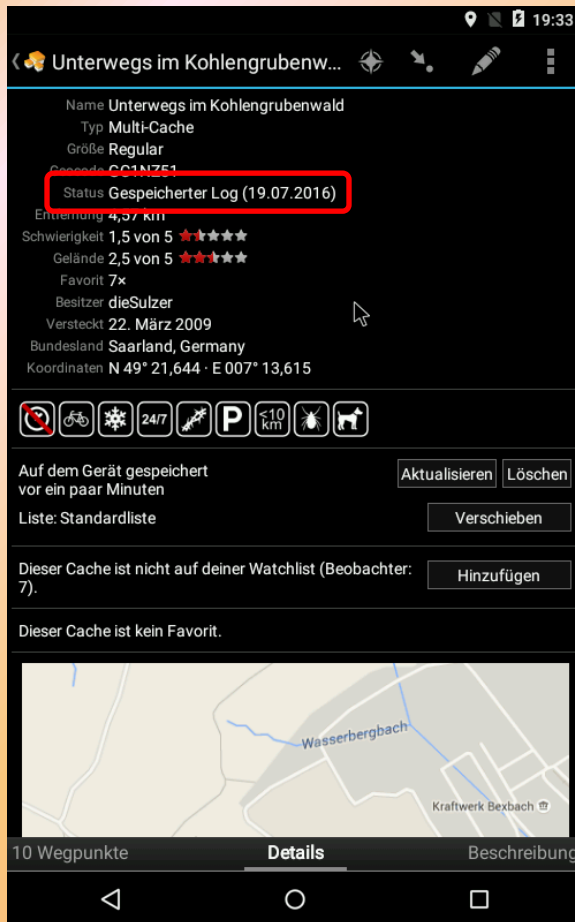 19:33
Unterwegs im Kohlengrubenw...
Name Unterwegs im Kohlengrubenwald
Typ Multi-Cache
Größe Regular
Geocode GC1NZ51
Status Gespeicherter Log (19.07.2016)
Entfernung 4,57 km
Schwierigkeit 1,5 von 5
Gelände 2,5 von 5
Favorit 7×
Besitzer dieSulzer
Versteckt 22. März 2009
Bundesland Saarland, Germany
Koordinaten N 49° 21,644 · E 007° 13,615
24/7
P
≤10
km
Auf dem Gerät gespeichert
vor ein paar Minuten
Aktualisieren Löschen
Liste: Standardliste
Verschieben
Dieser Cache ist nicht auf deiner Watchlist (Beobachter:
7).
Hinzufügen
Dieser Cache ist kein Favorit.
Wasserbergbach
Kraftwerk Bexbach
10 Wegpunkte
Details
Beschreibung